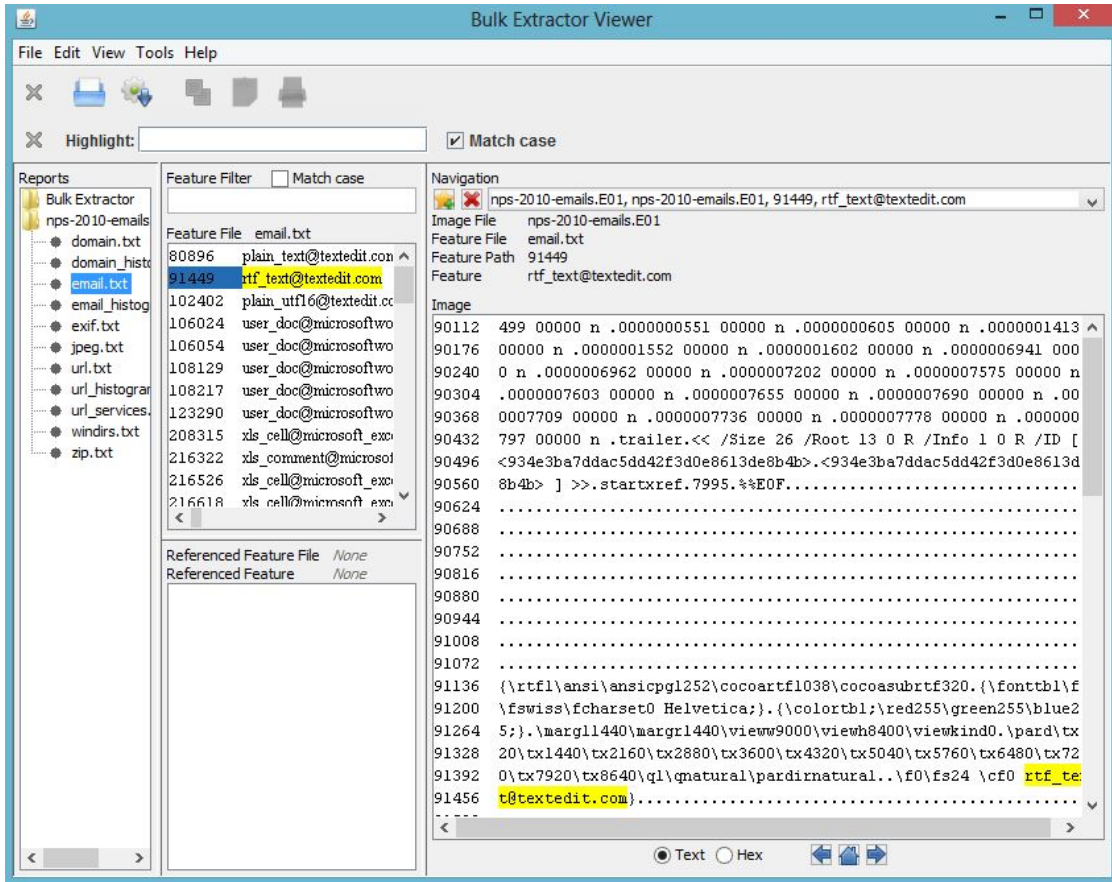 Bulk Extractor Viewer
File Edit View Tools Help
Highlight:
Match case
Reports
Bulk Extractor
nps-2010-emails
domain.txt
domain_histo
email.txt
email_histog
exif.txt
jpeg.txt
url.txt
url_histogran
url_services.
windirs.txt
zip.txt
Feature Filter
Match case
Feature File email.txt
80896 plain_text@textedit.con
91449 rtf_text@textedit.com
102402 plain_utf16@textedit.cc
106024 user_doc@microsoftwo
106054 user_doc@microsoftwo
108129 user_doc@microsoftwo
108217 user_doc@microsoftwo
123290 user_doc@microsoftwo
208315 xls_cell@microsoft_exc
216322 xls_comment@microsof
216526 xls_cell@microsoft_exc
216618 xls_cell@microsoft_exc
Referenced Feature File None
Referenced Feature None
Navigation
nps-2010-emails.E01, nps-2010-emails.E01, 91449, rtf_text@textedit.com
Image File nps-2010-emails.E01
Feature File email.txt
Feature Path 91449
Feature rtf_text@textedit.com
Image
90112 499 00000 n .0000000551 00000 n .0000000605 00000 n .0000001413
90176 00000 n .0000001552 00000 n .0000001602 00000 n .0000006941 000
90240 0 n .0000006962 00000 n .0000007202 00000 n .0000007575 00000 n
90304 .0000007603 00000 n .0000007655 00000 n .0000007690 00000 n .00
90368 0007709 00000 n .0000007736 00000 n .0000007778 00000 n .000000
90432 797 00000 n .trailer.<< /Size 26 /Root 13 0 R /Info 1 0 R /ID [
90496 <934e3ba7ddac5dd42f3d0e8613de8b4b>.<934e3ba7ddac5dd42f3d0e8613d
90560 8b4b> ] >>.startxref.7995.%%EOF................................
90624 ................................................................
90688 ................................................................
90752 ................................................................
90816 ................................................................
90880 ................................................................
90944 ................................................................
91008 ................................................................
91072 ................................................................
91136 {\rtf1\ansi\ansicpg1252\cocoartf1038\cocoasubrtf320.{\fonttbl\f
91200 \fswiss\fcharset0 Helvetica;}.{\colortbl;\red255\green255\blue2
91264 5;}.\margl1440\margr1440\vieww9000\viewh8400\viewkind0.\pard\tx
91328 20\tx1440\tx2160\tx2880\tx3600\tx4320\tx5040\tx5760\tx6480\tx72
91392 0\tx7920\tx8640\ql\qnatural\pardirnatural..\f0\fs24 \cf0 rtf_te
91456 t@textedit.com}.................................................
Text Hex